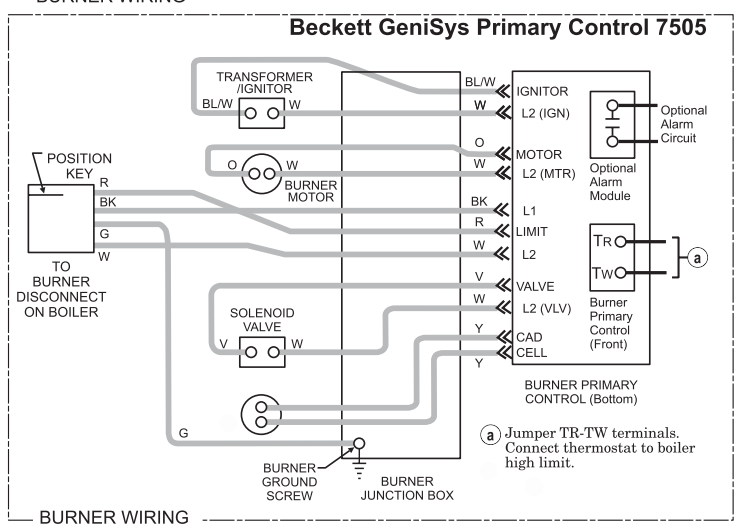 BURNER WIRING
Beckett GeniSys Primary Control 7505
TRANSFORMER
/IGNITOR
BL/W
W
BL/W
IGNITOR
W
L2 (IGN)
Optional
Alarm
Circuit
O
W
BURNER
MOTOR
O
MOTOR
W
L2 (MTR)
Optional
Alarm
Module
POSITION
KEY
R
BK
G
W
TO
BURNER
DISCONNECT
ON BOILER
BK
L1
R
LIMIT
W
L2
TR
TW
a
Burner
Primary
Control
(Front)
V
VALVE
W
L2 (VLV)
SOLENOID
VALVE
V
W
Y
CAD
CELL
Y
BURNER PRIMARY
CONTROL (Bottom)
G
BURNER
GROUND
SCREW
BURNER
JUNCTION BOX
a Jumper TR-TW terminals.
Connect thermostat to boiler
high limit.
BURNER WIRING